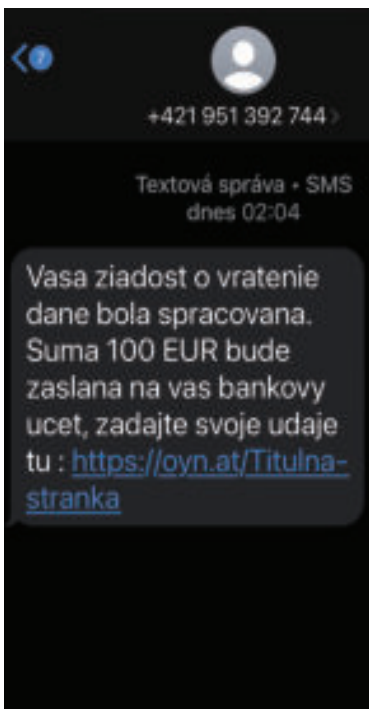 7
+421 951 392 744
Textová správa • SMS
dnes 02:04
Vasa ziadost o vratenie
dane bola spracovana.
Suma 100 EUR bude
zaslana na vas bankovy
ucet, zadajte svoje udaje
tu : https://oyn.at/Titulna-
stranka